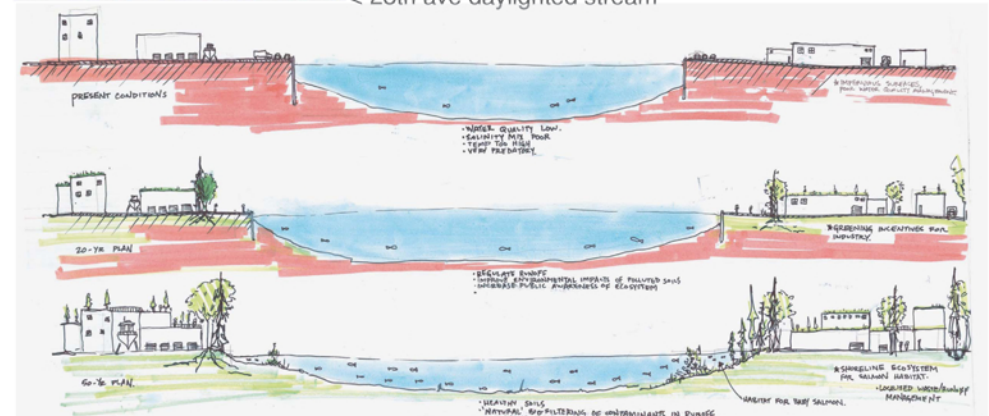 < 28th ave daylighted stream
PRESENT CONDITIONS
* IMPERVIOUS SURFACES,
POOR WATER QUALITY MANAGEMENT
• WATER QUALITY LOW.
• SALINITY MIX POOR
• TEMP TOO HIGH
• VERY PREDATORY
20-YR PLAN
* GREENING INCENTIVES FOR
INDUSTRY.
• REGULATE RUNOFF
• IMPROVE ENVIRONMENTAL IMPACTS OF POLLUTED SOILS
• INCREASE PUBLIC AWARENESS OF ECOSYSTEM
•
50-YR PLAN
* SHORELINE ECOSYSTEM
FOR SALMON HABITAT.
• LOCALIZED WASTE/RUNOFF
MANAGEMENT
HABITAT FOR BABY SALMON.
• HEALTHY SOILS
• 'NATURAL' BIO FILTERING OF CONTAMINANTS IN RUNOFF